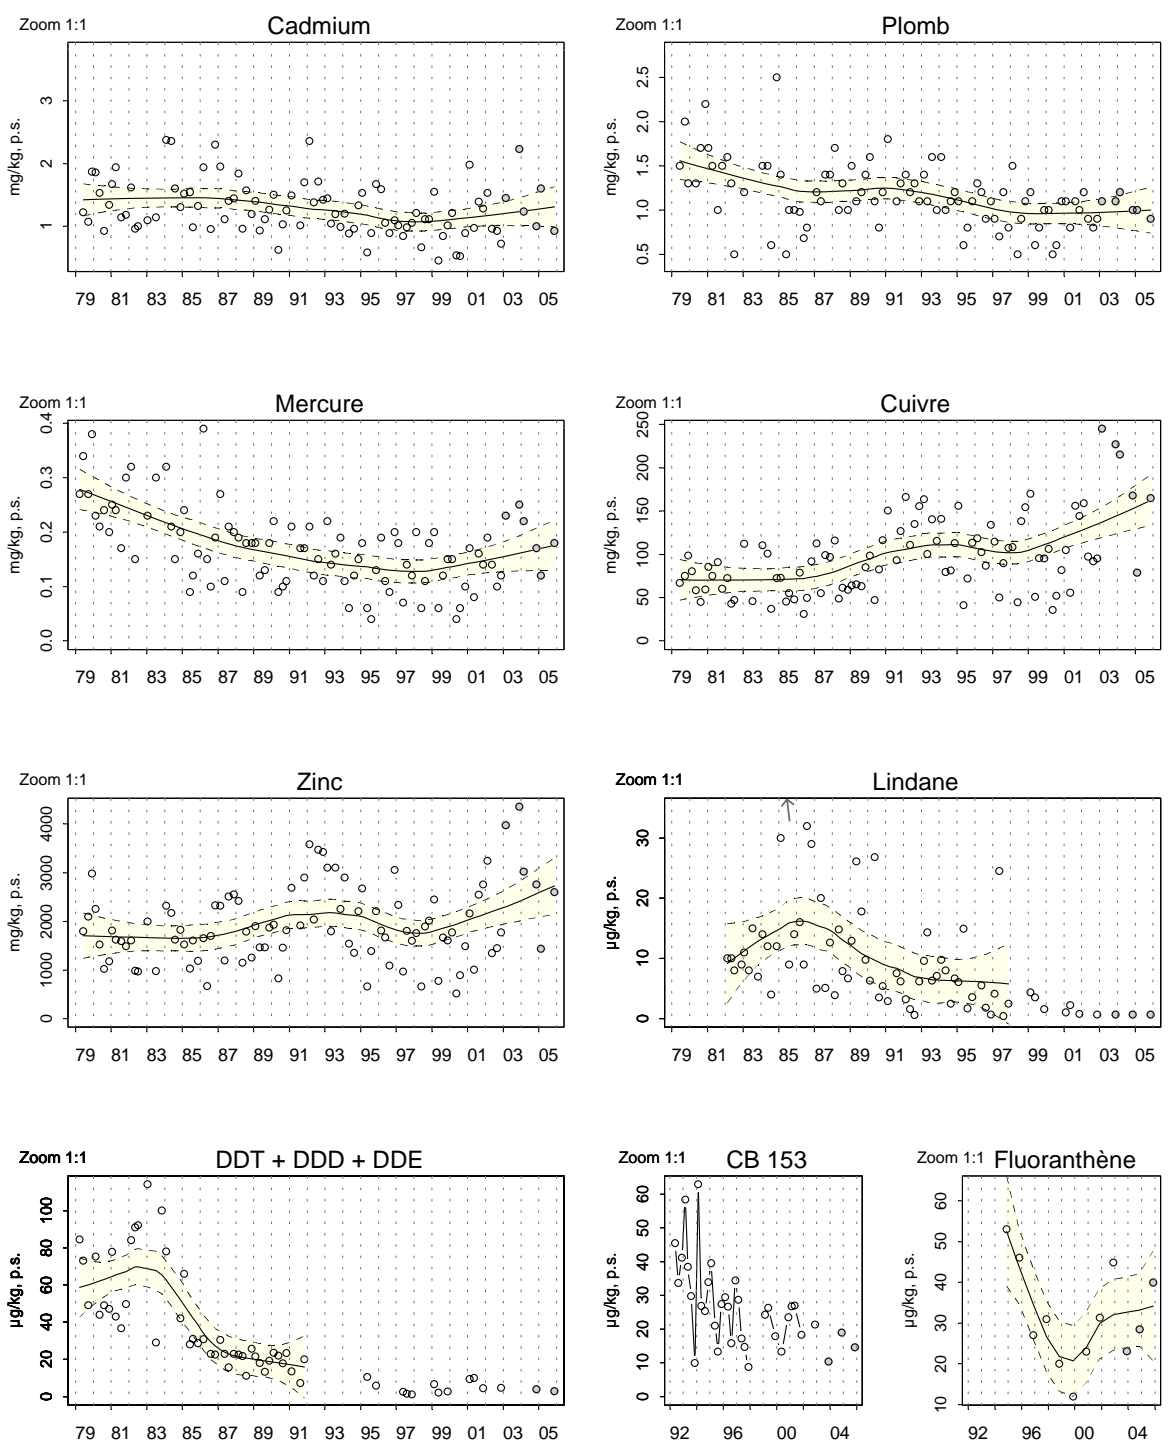 Zoom 1:1 Cadmium
mg/kg, p.s.
3
2
1
79 81 83 85 87 89 91 93 95 97 99 01 03 05
Zoom 1:1 Plomb
mg/kg, p.s.
2.5
2.0
1.5
1.0
0.5
79 81 83 85 87 89 91 93 95 97 99 01 03 05
Zoom 1:1 Mercure
mg/kg, p.s.
0.4
0.3
0.2
0.1
0.0
79 81 83 85 87 89 91 93 95 97 99 01 03 05
Zoom 1:1 Cuivre
mg/kg, p.s.
250
200
150
100
50
0
79 81 83 85 87 89 91 93 95 97 99 01 03 05
Zoom 1:1 Zinc
mg/kg, p.s.
4000
3000
2000
1000
0
79 81 83 85 87 89 91 93 95 97 99 01 03 05
Zoom 1:1 Lindane
µg/kg, p.s.
30
20
10
0
79 81 83 85 87 89 91 93 95 97 99 01 03 05
Zoom 1:1 DDT + DDD + DDE
µg/kg, p.s.
100
80
60
40
20
0
79 81 83 85 87 89 91 93 95 97 99 01 03 05
Zoom 1:1 CB 153
µg/kg, p.s.
60
50
40
30
20
10
0
92 96 00 04
Zoom 1:1 Fluoranthène
µg/kg, p.s.
60
50
40
30
20
10
92 96 00 04